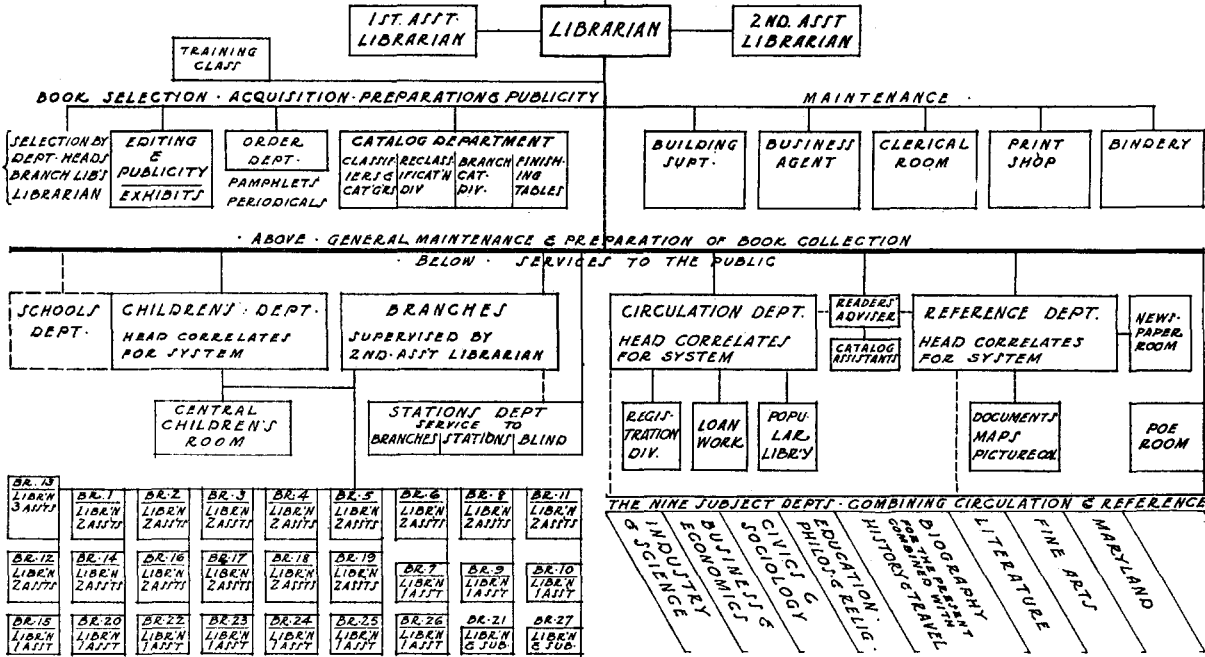 1ST. ASST.
LIBRARIAN
LIBRARIAN
2ND. ASST
LIBRARIAN
TRAINING
CLASS
BOOK SELECTION · ACQUISITION · PREPARATION & PUBLICITY
MAINTENANCE ·
SELECTION BY
DEPT. HEADS
BRANCH LIB'S
LIBRARIAN
EDITING
&
PUBLICITY
EXHIBITS
ORDER
DEPT.
PAMPHLETS
PERIODICALS
CATALOG DEPARTMENT
CLASSIF
IERS &
CAT'GRS
RECLASS
IFICAT'N
DIV
BRANCH
CAT.
DIV.
FINISH-
ING
TABLES
BUILDING
SUPT.
BUSINESS
AGENT
CLERICAL
ROOM
PRINT
SHOP
BINDERY
· ABOVE · GENERAL MAINTENANCE & PREPARATION OF BOOK COLLECTION
· BELOW · SERVICES TO THE PUBLIC
SCHOOLS
DEPT.
CHILDREN'S : DEPT.
HEAD CORRELATES
FOR SYSTEM
BRANCHES
SUPERVISED BY
2ND. ASST LIBRARIAN
CIRCULATION DEPT.
HEAD CORRELATES
FOR SYSTEM
READERS'
ADVISER
CATALOG
ASSISTANTS
REFERENCE DEPT.
HEAD CORRELATES
FOR SYSTEM
NEWS-
PAPER
ROOM
CENTRAL
CHILDREN'S
ROOM
STATIONS DEPT
SERVICE TO
BRANCHES STATIONS BLIND
REGIS-
TRATION
DIV.
LOAN
WORK
POPU-
LAR
LIBR'Y
DOCUMENTS
MAPS
PICTURE COL.
POE
ROOM
BR. 13
LIBR'N
3 ASSTS
BR. 1
LIBR'N
2 ASSTS
BR. 2
LIBR'N
2 ASSTS
BR. 3
LIBR'N
2 ASSTS
BR. 4
LIBR'N
2 ASSTS
BR. 5
LIBR'N
2 ASSTS
BR. 6
LIBR'N
2 ASSTS
BR. 8
LIBR'N
2 ASSTS
BR. 11
LIBR'N
2 ASSTS
BR. 12
LIBR'N
2 ASSTS
BR. 14
LIBR'N
2 ASSTS
BR. 16
LIBR'N
2 ASSTS
BR. 17
LIBR'N
2 ASSTS
BR. 18
LIBR'N
2 ASSTS
BR. 19
LIBR'N
2 ASSTS
BR. 7
LIBR'N
1 ASST
BR. 9
LIBR'N
1 ASST
BR. 10
LIBR'N
1 ASST
BR. 15
LIBR'N
1 ASST
BR. 20
LIBR'N
1 ASST
BR. 22
LIBR'N
1 ASST
BR. 23
LIBR'N
1 ASST
BR. 24
LIBR'N
1 ASST
BR. 25
LIBR'N
1 ASST
BR. 26
LIBR'N
1 ASST
BR. 21
LIBR'N
& SUB.
BR. 27
LIBR'N
& SUB.
THE NINE SUBJECT DEPTS · COMBINING CIRCULATION & REFERENCE
INDUSTRY
& SCIENCE
BUSINESS &
ECONOMICS
CIVICS &
SOCIOLOGY
EDUCATION ·
PHILOS. & RELIG.
HISTORY & TRAVEL
BIOGRAPHY
FOR THE PRESENT
COMBINED WITH
LITERATURE
FINE ARTS
MARYLAND